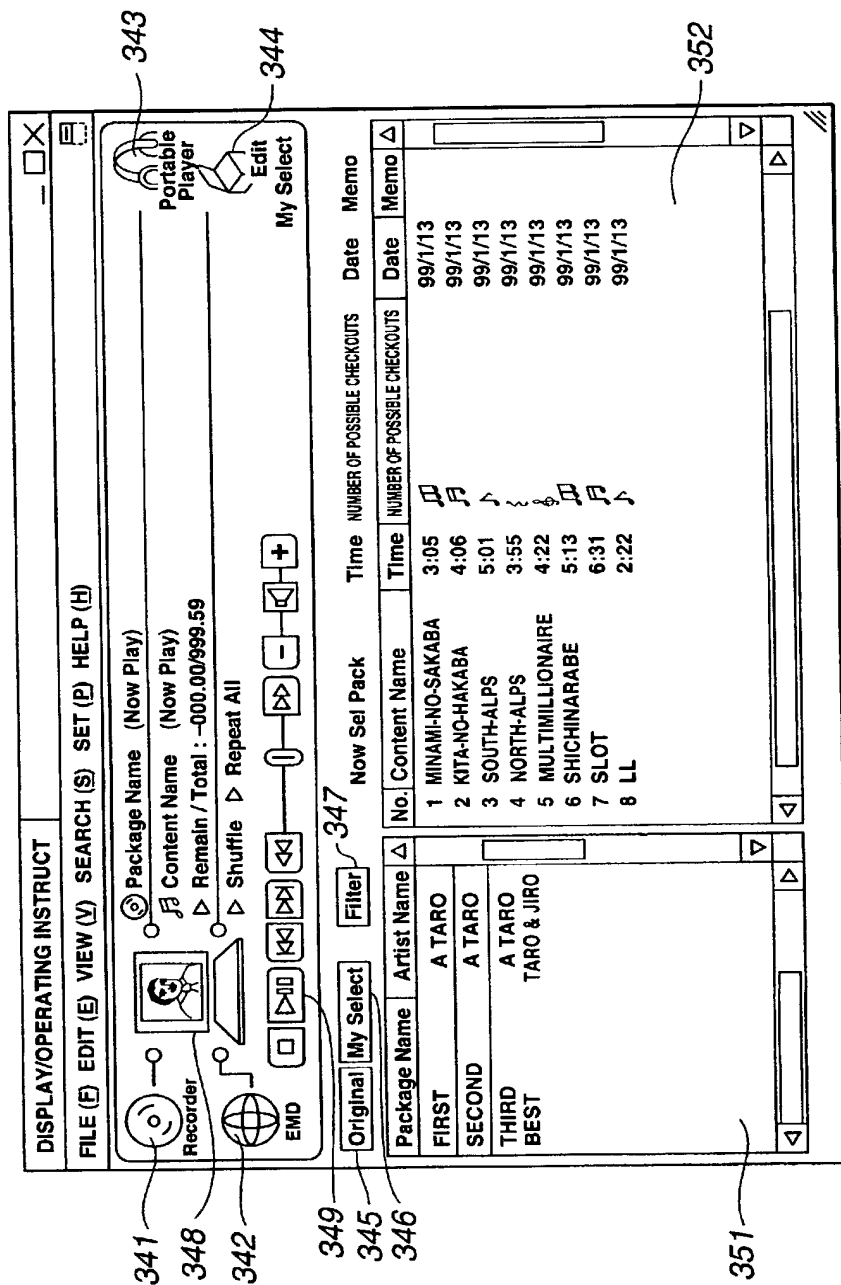 DISPLAY/OPERATING INSTRUCT
FILE (F) EDIT (E) VIEW (V) SEARCH (S) SET (P) HELP (H)
341
Recorder
348
342
EMD
Package Name (Now Play)
Content Name (Now Play)
Remain / Total : –000.00/999.59
Shuffle Repeat All
- +
Portable
Player
343
Edit
344
My Select
349
345
346
Original My Select Filter
347
Now Sel Pack Time NUMBER OF POSSIBLE CHECKOUTS Date Memo
Package Name Artist Name
FIRST A TARO
SECOND A TARO
THIRD A TARO
BEST TARO & JIRO
351
No. Content Name Time NUMBER OF POSSIBLE CHECKOUTS Date Memo
1 MINAMI-NO-SAKABA 3:05 99/1/13
2 KITA-NO-HAKABA 4:06 99/1/13
3 SOUTH-ALPS 5:01 99/1/13
4 NORTH-ALPS 3:55 99/1/13
5 MULTIMILLIONAIRE 4:22 99/1/13
6 SHICHINARABE 5:13 99/1/13
7 SLOT 6:31 99/1/13
8 LL 2:22 99/1/13
352